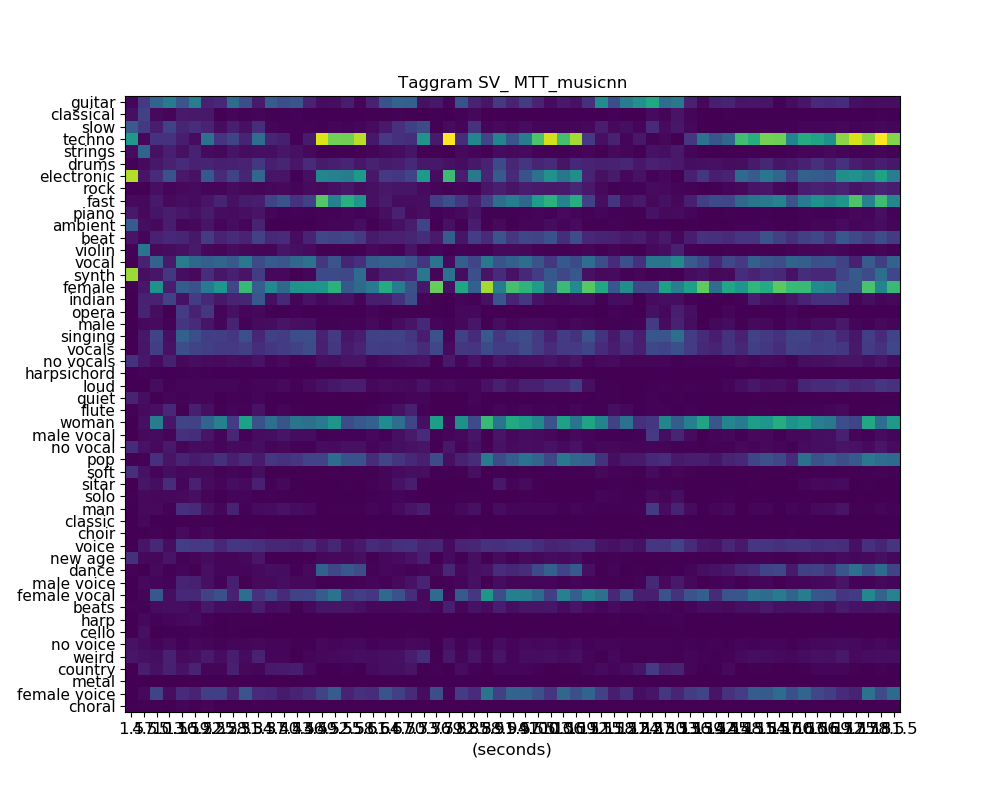 Taggram SV_ MTT_musicnn
guitar
classical
slow
techno
strings
drums
electronic
rock
fast
piano
ambient
beat
violin
vocal
synth
female
indian
opera
male
singing
vocals
no vocals
harpsichord
loud
quiet
flute
woman
male vocal
no vocal
pop
soft
sitar
solo
man
classic
choir
voice
new age
dance
male voice
female vocal
beats
harp
cello
no voice
weird
country
metal
female voice
choral
(seconds)